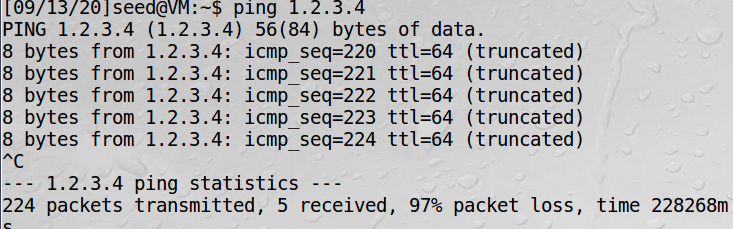 [09/13/20]seed@VM:~$ ping 1.2.3.4
PING 1.2.3.4 (1.2.3.4) 56(84) bytes of data.
8 bytes from 1.2.3.4: icmp_seq=220 ttl=64 (truncated)
8 bytes from 1.2.3.4: icmp_seq=221 ttl=64 (truncated)
8 bytes from 1.2.3.4: icmp_seq=222 ttl=64 (truncated)
8 bytes from 1.2.3.4: icmp_seq=223 ttl=64 (truncated)
8 bytes from 1.2.3.4: icmp_seq=224 ttl=64 (truncated)
^C
--- 1.2.3.4 ping statistics ---
224 packets transmitted, 5 received, 97% packet loss, time 228268m
s